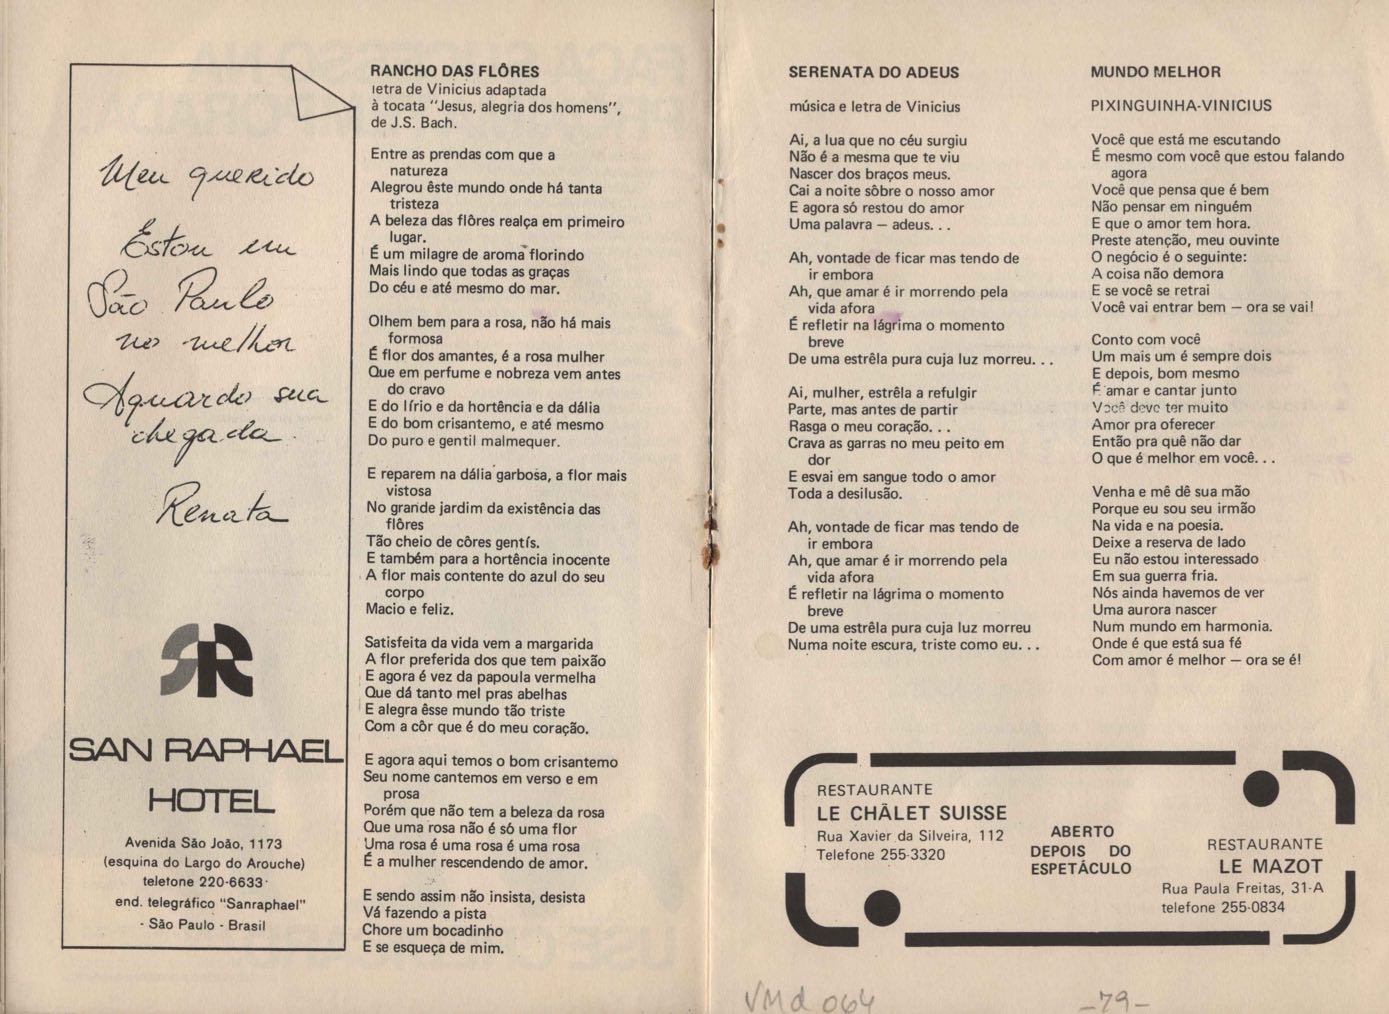 Meu querido
Estou em
São Paulo
no melhor
Aguardo sua
chegada.
Renata
SAN RAPHAEL
HOTEL
Avenida São João, 1173
(esquina do Largo do Arouche)
teletone 220-6633
end. telegráfico "Sanraphael"
- São Paulo - Brasil
RANCHO DAS FLÔRES
letra de Vinicius adaptada
à tocata "Jesus, alegria dos homens",
de J.S. Bach.
Entre as prendas com que a
natureza
Alegrou êste mundo onde há tanta
tristeza
A beleza das flôres realça em primeiro
lugar.
É um milagre de aroma florindo
Mais lindo que todas as graças
Do céu e até mesmo do mar.
Olhem bem para a rosa, não há mais
formosa
É flor dos amantes, é a rosa mulher
Que em perfume e nobreza vem antes
do cravo
E do lírio e da hortência e da dália
E do bom crisantemo, e até mesmo
Do puro e gentil malmequer.
E reparem na dália garbosa, a flor mais
vistosa
No grande jardim da existência das
flôres
Tão cheio de côres gentís.
E também para a hortência inocente
A flor mais contente do azul do seu
corpo
Macio e feliz.
Satisfeita da vida vem a margarida
A flor preferida dos que tem paixão
E agora é vez da papoula vermelha
Que dá tanto mel pras abelhas
E alegra êsse mundo tão triste
Com a côr que é do meu coração.
E agora aqui temos o bom crisantemo
Seu nome cantemos em verso e em
prosa
Porém que não tem a beleza da rosa
Que uma rosa não é só uma flor
Uma rosa é uma rosa é uma rosa
É a mulher rescendendo de amor.
E sendo assim não insista, desista
Vá fazendo a pista
Chore um bocadinho
E se esqueça de mim.
SERENATA DO ADEUS
música e letra de Vinicius
Ai, a lua que no céu surgiu
Não é a mesma que te viu
Nascer dos braços meus.
Cai a noite sôbre o nosso amor
E agora só restou do amor
Uma palavra — adeus. . .
Ah, vontade de ficar mas tendo de
ir embora
Ah, que amar é ir morrendo pela
vida afora
É refletir na lágrima o momento
breve
De uma estrêla pura cuja luz morreu. . .
Ai, mulher, estrêla a refulgir
Parte, mas antes de partir
Rasga o meu coração. . .
Crava as garras no meu peito em
dor
E esvai em sangue todo o amor
Toda a desilusão.
Ah, vontade de ficar mas tendo de
ir embora
Ah, que amar é ir morrendo pela
vida afora
É refletir na lágrima o momento
breve
De uma estrêla pura cuja luz morreu
Numa noite escura, triste como eu. . .
MUNDO MELHOR
PIXINGUINHA-VINICIUS
Você que está me escutando
É mesmo com você que estou falando
agora
Você que pensa que é bem
Não pensar em ninguém
E que o amor tem hora.
Preste atenção, meu ouvinte
O negócio é o seguinte:
A coisa não demora
E se você se retrai
Você vai entrar bem — ora se vai!
Conto com você
Um mais um é sempre dois
E depois, bom mesmo
É amar e cantar junto
Você deve ter muito
Amor pra oferecer
Então pra quê não dar
O que é melhor em você. . .
Venha e mê dê sua mão
Porque eu sou seu irmão
Na vida e na poesia.
Deixe a reserva de lado
Eu não estou interessado
Em sua guerra fria.
Nós ainda havemos de ver
Uma aurora nascer
Num mundo em harmonia.
Onde é que está sua fé
Com amor é melhor — ora se é!
RESTAURANTE
LE CHÂLET SUISSE
Rua Xavier da Silveira, 112
Telefone 255-3320
ABERTO
DEPOIS DO
ESPETÁCULO
RESTAURANTE
LE MAZOT
Rua Paula Freitas, 31-A
telefone 255-0834
VMd 064
-79-